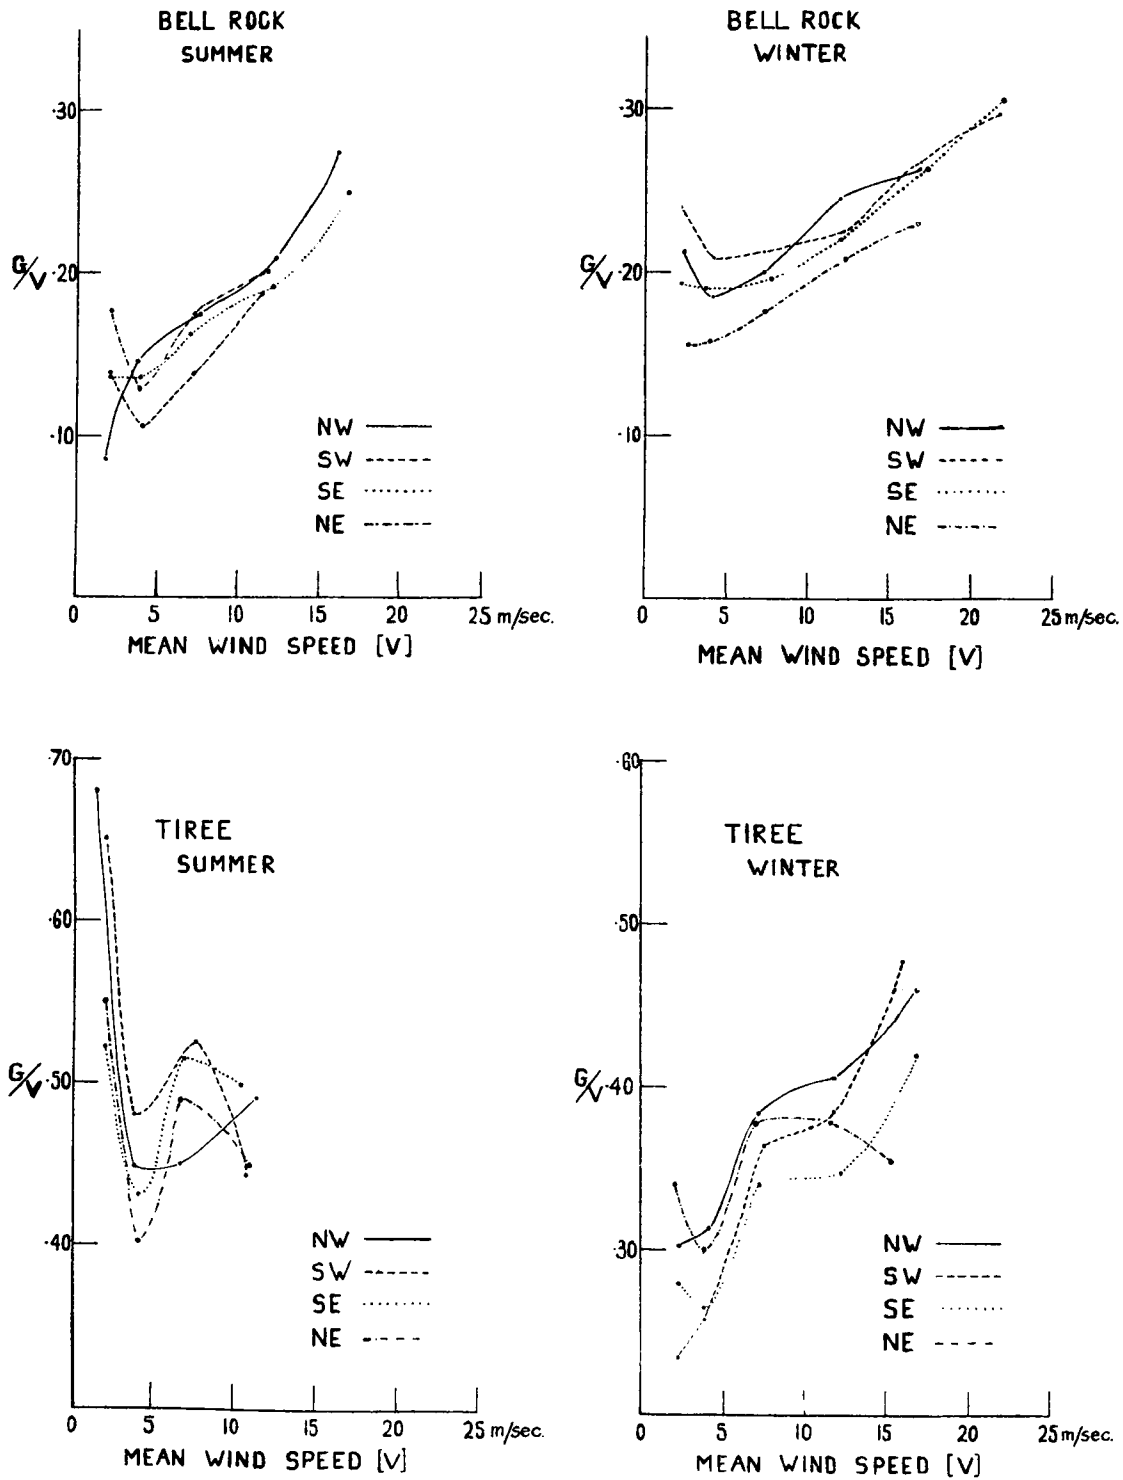 BELL ROCK
SUMMER
.30
.20
.10
G/V
NW
SW
SE
NE
0 5 10 15 20 25 m/sec.
MEAN WIND SPEED [V]
BELL ROCK
WINTER
.30
.20
.10
G/V
NW
SW
SE
NE
0 5 10 15 20 25 m/sec.
MEAN WIND SPEED [V]
TIREE
SUMMER
.70
.60
.50
.40
G/V
NW
SW
SE
NE
0 5 10 15 20 25 m/sec.
MEAN WIND SPEED [V]
TIREE
WINTER
.60
.50
.40
.30
G/V
NW
SW
SE
NE
0 5 10 15 20 25 m/sec.
MEAN WIND SPEED [V]